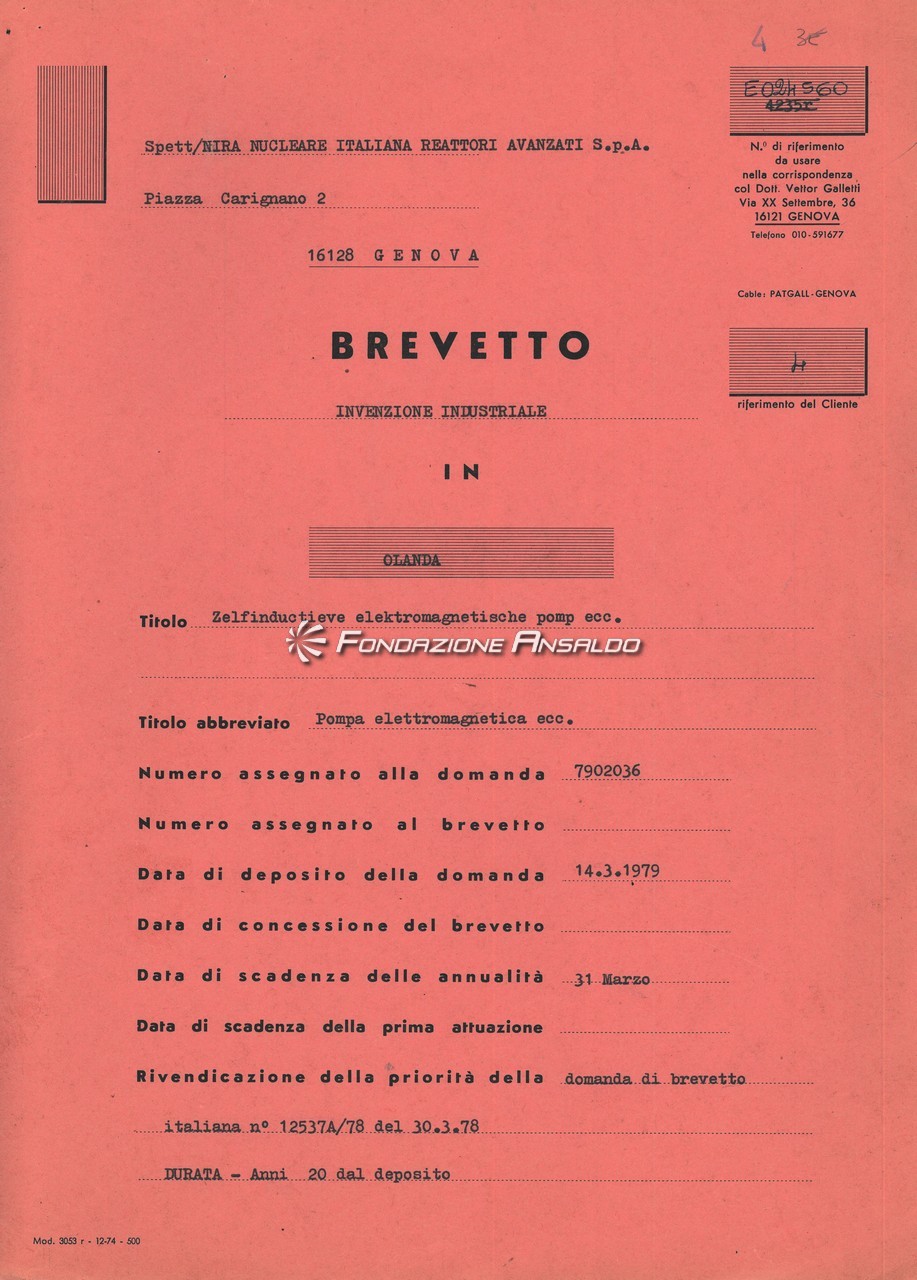 4 3E
E024560
4235r
N.º di riferimento
da usare
nella corrispondenza
col Dott. Vettor Galletti
Via XX Settembre, 36
16121 GENOVA
Telefono 010-591677
Cable: PATGALL-GENOVA
Spett/NIRA NUCLEARE ITALIANA REATTORI AVANZATI S.p.A.
Piazza Carignano 2
16128 GENOVA
BREVETTO
4
riferimento del Cliente
INVENZIONE INDUSTRIALE
IN
OLANDA
Titolo Zelfinductieve elektromagnetische pomp ecc.
FONDAZIONE ANSALDO
Titolo abbreviato Pompa elettromagnetica ecc.
Numero assegnato alla domanda 7902036
Numero assegnato al brevetto
Data di deposito della domanda 14.3.1979
Data di concessione del brevetto
Data di scadenza delle annualità 31 Marzo
Data di scadenza della prima attuazione
Rivendicazione della priorità della domanda di brevetto
italiana nº 12537A/78 del 30.3.78
DURATA - Anni 20 dal deposito
Mod. 3053 r - 12-74 - 500